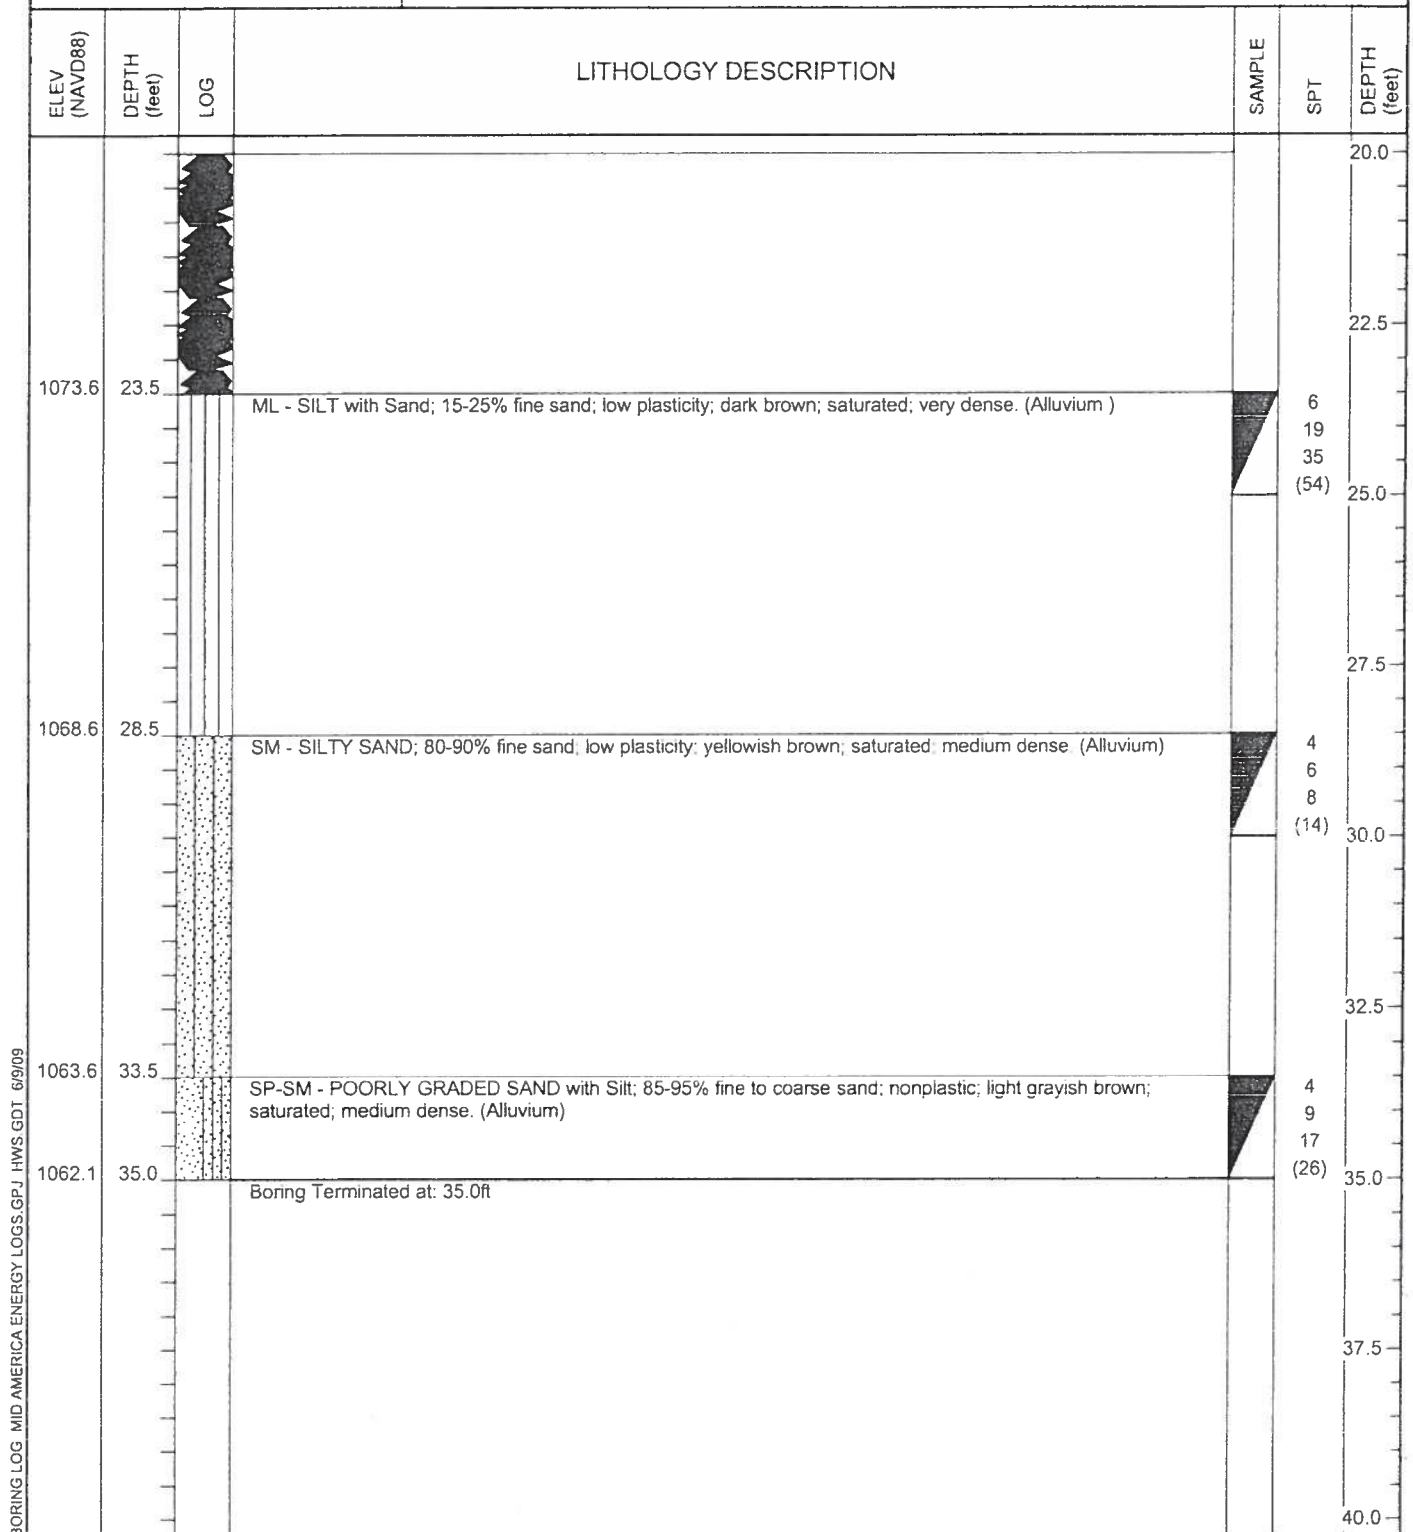 ELEV
(NAVD88)
DEPTH
(feet)
LOG
LITHOLOGY DESCRIPTION
SAMPLE
SPT
DEPTH
(feet)
20.0
22.5
1073.6 23.5
ML - SILT with Sand; 15-25% fine sand; low plasticity; dark brown; saturated; very dense. (Alluvium )
6
19
35
(54)
25.0
27.5
1068.6 28.5
SM - SILTY SAND; 80-90% fine sand; low plasticity; yellowish brown; saturated; medium dense. (Alluvium)
4
6
8
(14)
30.0
32.5
1063.6 33.5
SP-SM - POORLY GRADED SAND with Silt; 85-95% fine to coarse sand; nonplastic; light grayish brown;
saturated; medium dense. (Alluvium)
4
9
17
(26)
1062.1 35.0
35.0
Boring Terminated at: 35.0ft
37.5
40.0
BORING LOG MID AMERICA ENERGY LOGS.GPJ HWS.GDT 6/9/09